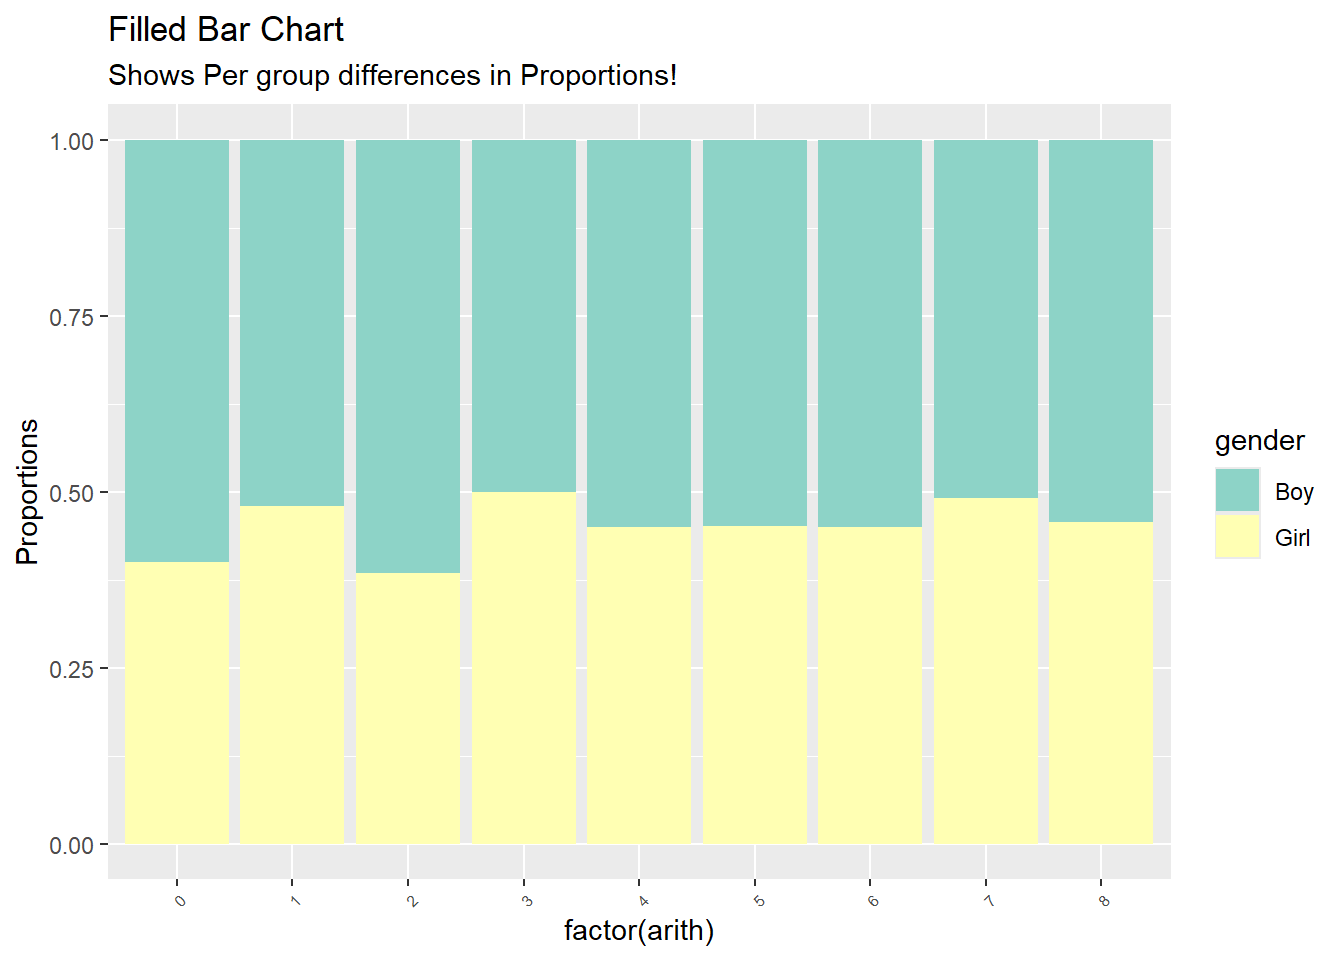 Filled Bar Chart
Shows Per group differences in Proportions!
1.00
0.75
0.50
0.25
0.00
Proportions
0 1 2 3 4 5 6 7 8
factor(arith)
gender
Boy
Girl